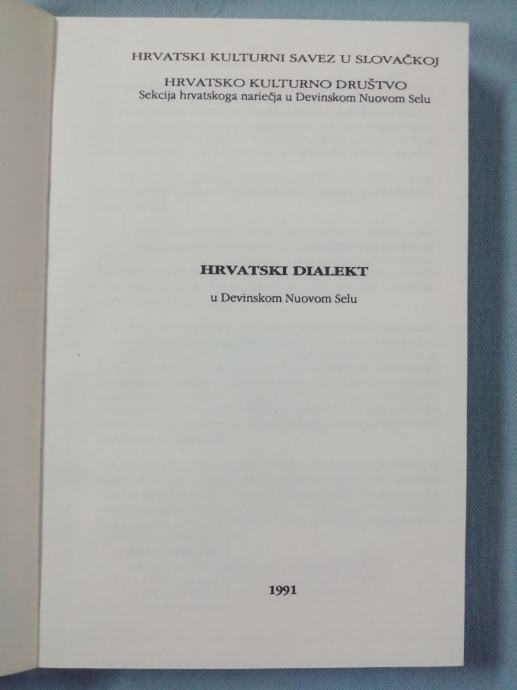 HRVATSKI KULTURNI SAVEZ U SLOVAČKOJ
HRVATSKO KULTURNO DRUŠTVO
Sekcija hrvatskoga nariečja u Devinskom Nuovom Selu
HRVATSKI DIALEKT
u Devinskom Nuovom Selu
1991